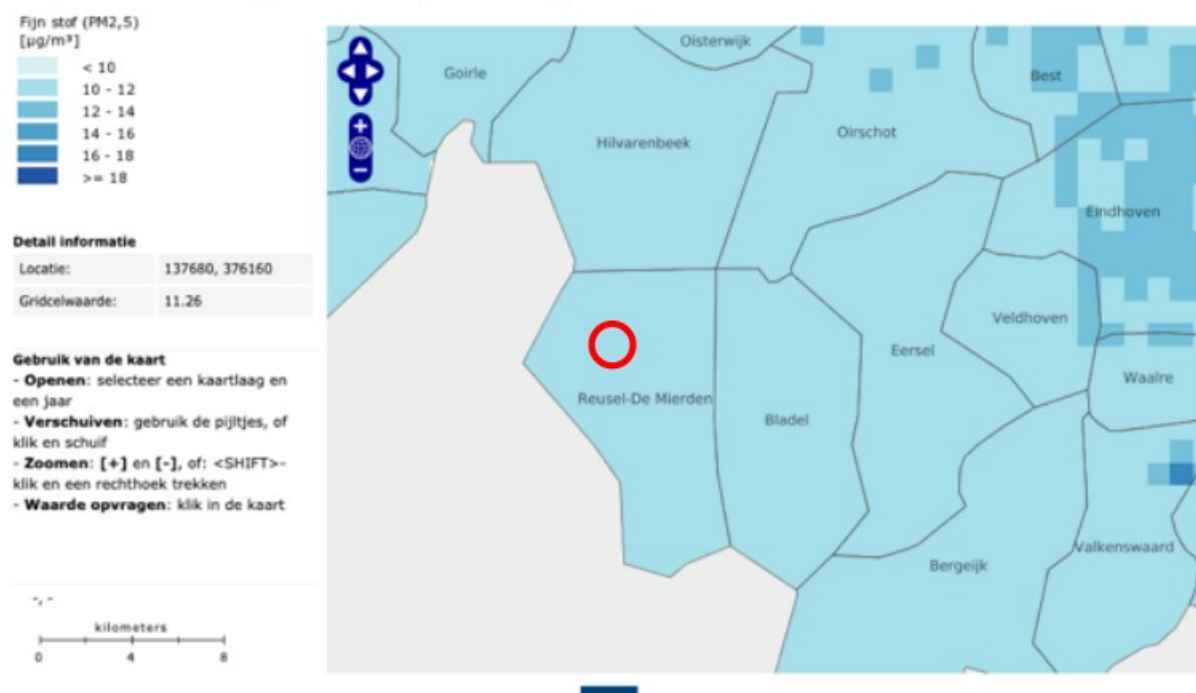 Fijn stof (PM2,5)
[µg/m³]
< 10
10 - 12
12 - 14
14 - 16
16 - 18
>= 18
Detail informatie
Locatie: 137680, 376160
Gridcelwaarde: 11.26
Gebruik van de kaart
- Openen: selecteer een kaartlaag en
een jaar
- Verschuiven: gebruik de pijltjes, of
klik en schuif
- Zoomen: [+] en [-], of: <SHIFT>-
klik en een rechthoek trekken
- Waarde opvragen: klik in de kaart
-, -
kilometers
0 4 8
Oisterwijk
Goirle
Best
Oirschot
Hilvarenbeek
Eindhoven
Veldhoven
Eersel
Waalre
Reusel-De Mierden
Bladel
Valkenswaard
Bergeijk